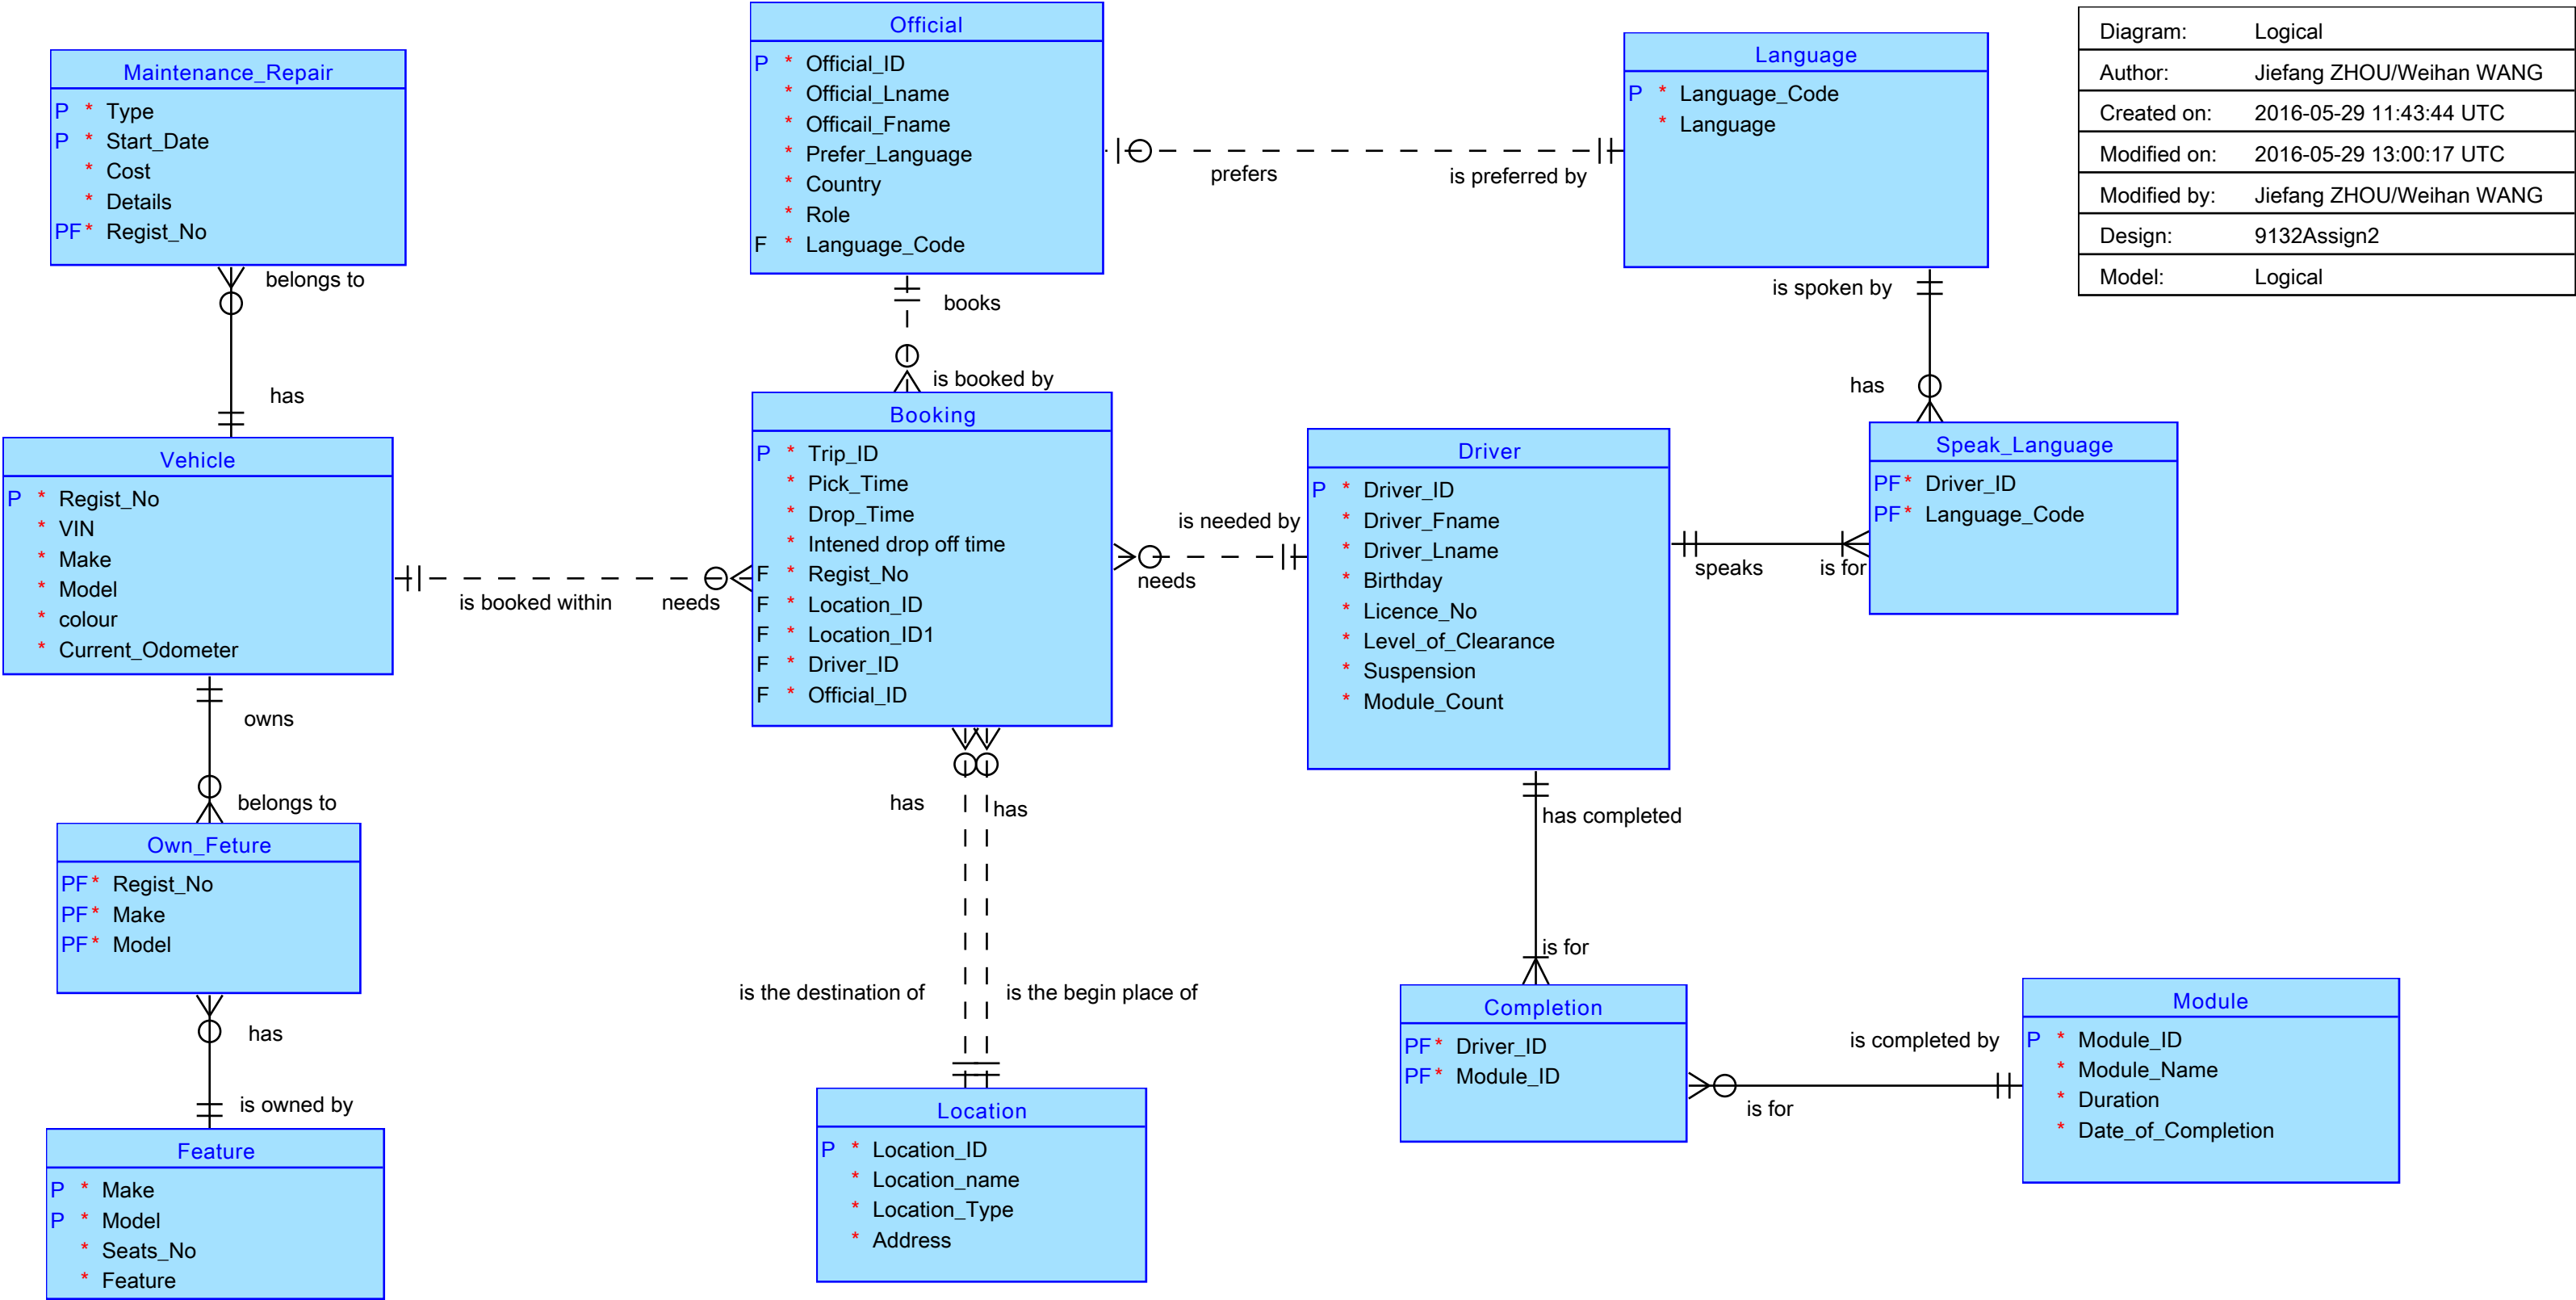 Maintenance_Repair
P * Type
P * Start_Date
* Cost
* Details
PF* Regist_No
belongs to
has
Vehicle
P * Regist_No
* VIN
* Make
* Model
* colour
* Current_Odometer
owns
belongs to
Own_Feture
PF* Regist_No
PF* Make
PF* Model
has
is owned by
Feature
P * Make
P * Model
* Seats_No
* Feature
is booked within
needs
Official
P * Official_ID
* Official_Lname
* Officail_Fname
* Prefer_Language
* Country
* Role
F * Language_Code
books
is booked by
Booking
P * Trip_ID
* Pick_Time
* Drop_Time
* Intened drop off time
F * Regist_No
F * Location_ID
F * Location_ID1
F * Driver_ID
F * Official_ID
has
has
is the destination of
is the begin place of
Location
P * Location_ID
* Location_name
* Location_Type
* Address
prefers
is preferred by
Language
P * Language_Code
* Language
is spoken by
has
Speak_Language
PF* Driver_ID
PF* Language_Code
is needed by
needs
Driver
P * Driver_ID
* Driver_Fname
* Driver_Lname
* Birthday
* Licence_No
* Level_of_Clearance
* Suspension
* Module_Count
speaks
is for
has completed
is for
Completion
PF* Driver_ID
PF* Module_ID
is completed by
is for
Module
P * Module_ID
* Module_Name
* Duration
* Date_of_Completion
Diagram: Logical
Author: Jiefang ZHOU/Weihan WANG
Created on: 2016-05-29 11:43:44 UTC
Modified on: 2016-05-29 13:00:17 UTC
Modified by: Jiefang ZHOU/Weihan WANG
Design: 9132Assign2
Model: Logical